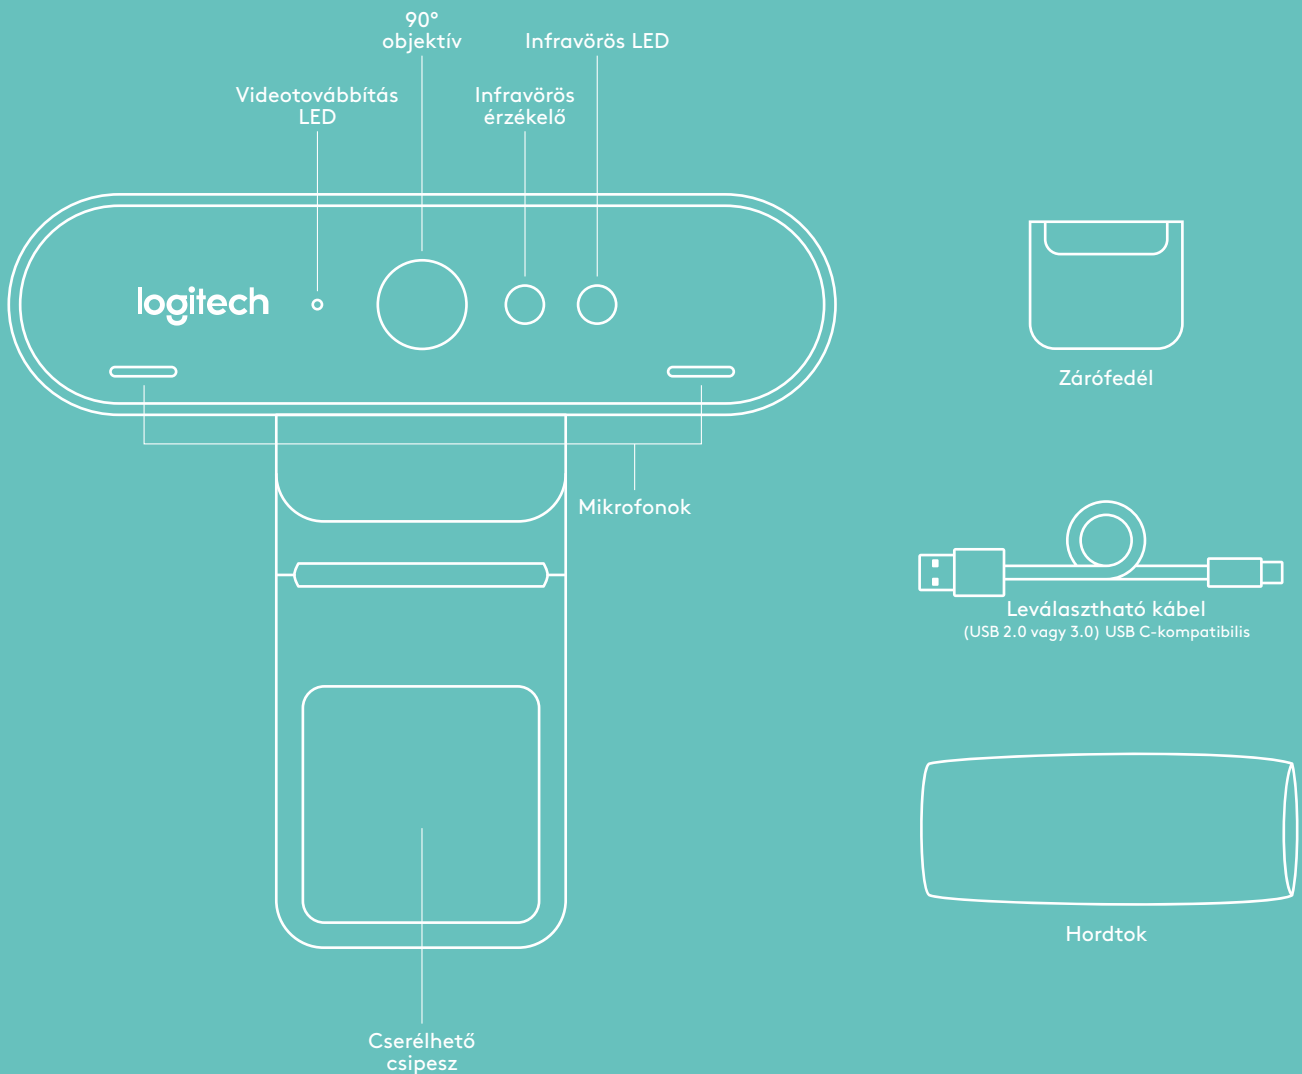 90°
objektív
Infravörös LED
Videotovábbítás
LED
Infravörös
érzékelő
logitech
Mikrofonok
Cserélhető
csipesz
Zárófedél
Leválasztható kábel
(USB 2.0 vagy 3.0) USB C-kompatibilis
Hordtok